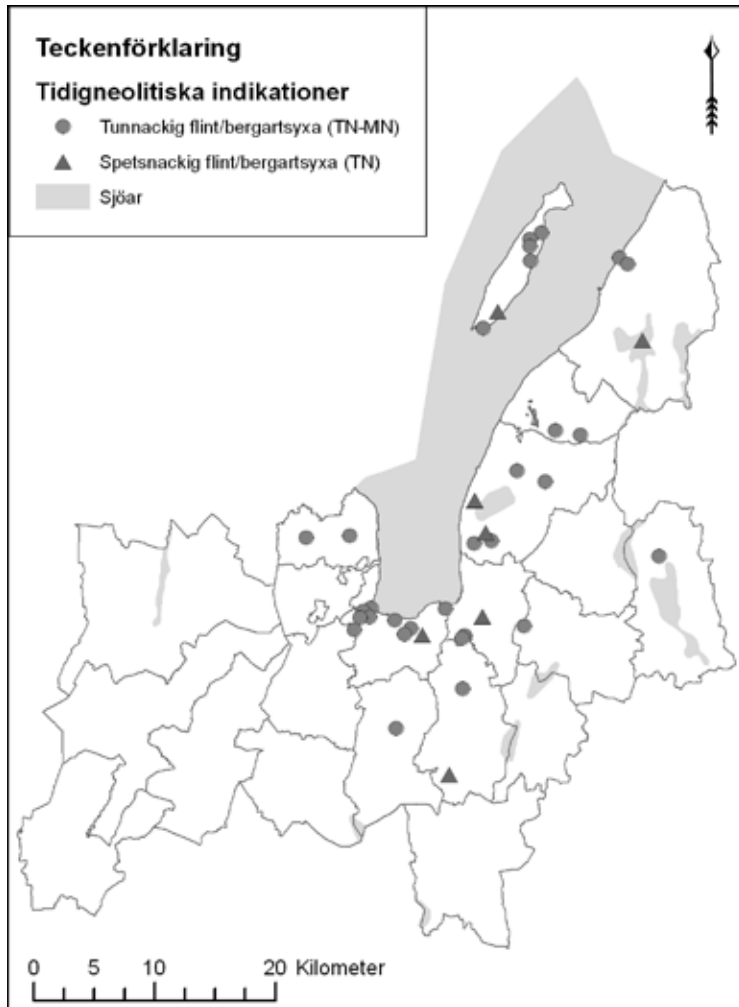 Teckenförklaring
Tidigneolitiska indikationer
Tunnackig flint/bergartsyxa (TN-MN)
Spetsnackig flint/bergartsyxa (TN)
Sjöar
0 5 10 20 Kilometer